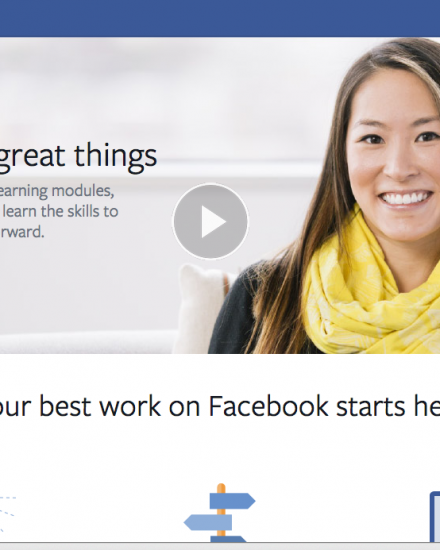 great things
earning modules,
learn the skills to
rward.
our best work on Facebook starts he